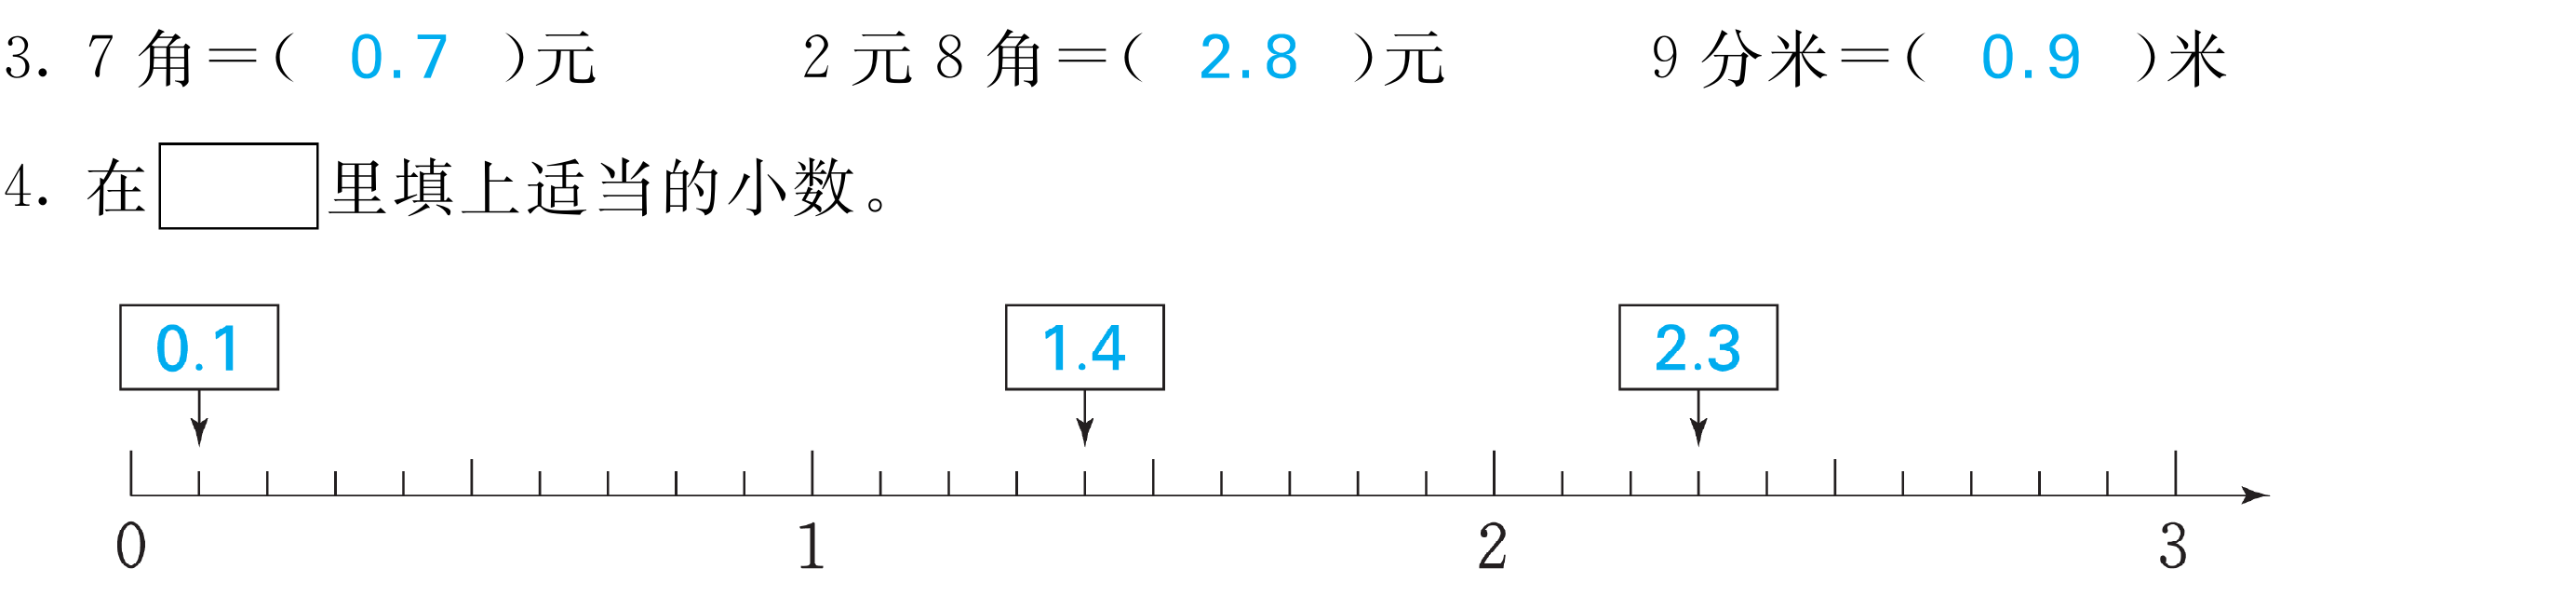 3. 7 角=( 0.7 )元 2 元 8 角=( 2.8 )元 9 分米=( 0.9 )米
4. 在 里填上适当的小数。
0.1 1.4 2.3
0 1 2 3